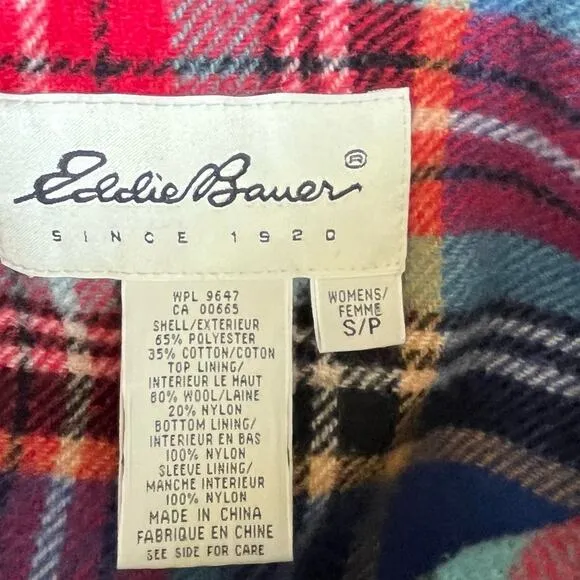 Eddie Bauer ®
SINCE 1920
WPL 9647
CA 00665
SHELL/EXTERIEUR
65% POLYESTER
35% COTTON/COTON
TOP LINING/
INTERIEUR LE HAUT
80% WOOL/LAINE
20% NYLON
BOTTOM LINING/
INTERIEUR EN BAS
100% NYLON
SLEEVE LINING/
MANCHE INTERIEUR
100% NYLON
MADE IN CHINA
FABRIQUE EN CHINE
SEE SIDE FOR CARE
WOMENS/
FEMME
S/P